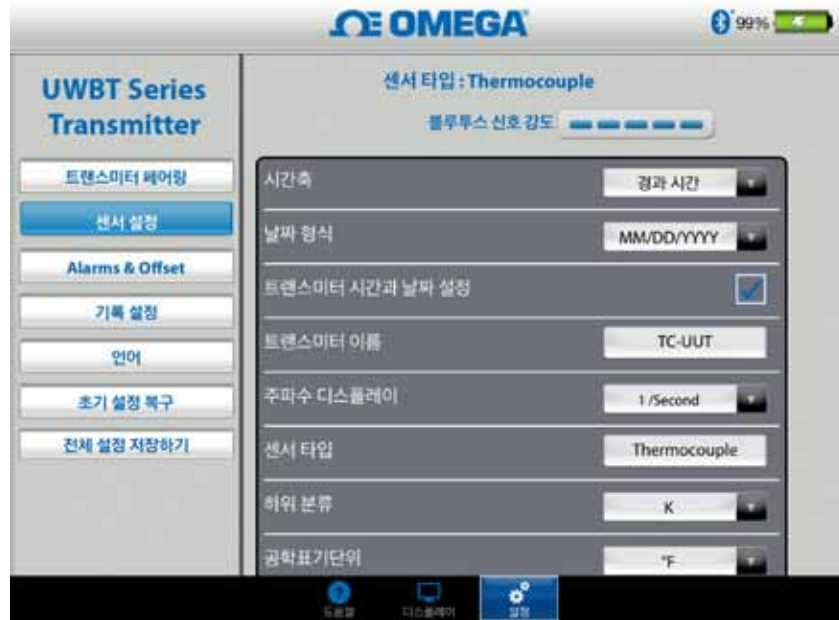 OMEGA
99%
UWBT Series
Transmitter
트랜스미터 페어링
센서 설정
Alarms & Offset
기록 설정
언어
초기 설정 복구
전체 설정 저장하기
센서 타입 : Thermocouple
블루투스 신호 강도
시간축 경과 시간
날짜 형식 MM/DD/YYYY
트랜스미터 시간과 날짜 설정
트랜스미터 이름 TC-UUT
주파수 디스플레이 1 /Second
센서 타입 Thermocouple
하위 분류 K
공학표기단위 °F
도움말 디스플레이 설정